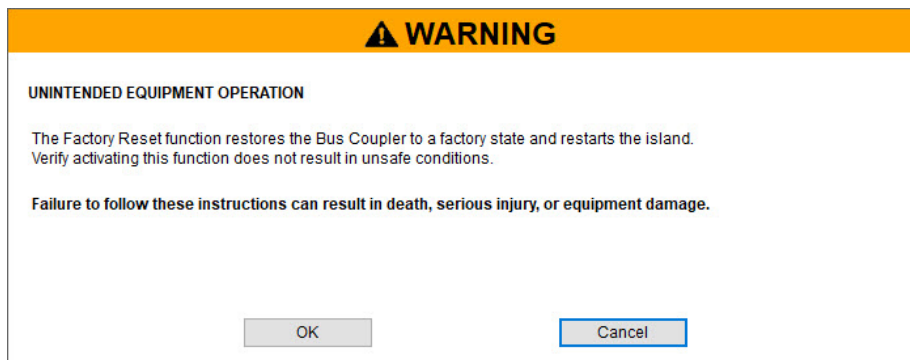 WARNING
UNINTENDED EQUIPMENT OPERATION
The Factory Reset function restores the Bus Coupler to a factory state and restarts the island.
Verify activating this function does not result in unsafe conditions.
Failure to follow these instructions can result in death, serious injury, or equipment damage.
OK Cancel